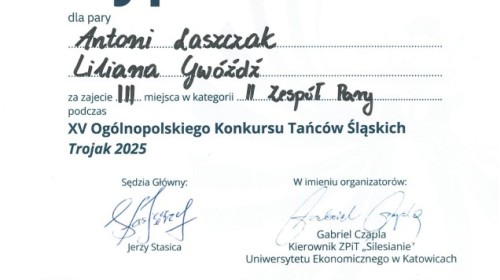 dla pary
Antoni Łaszczak
Liliana Gwóźdź
za zajęcie III miejsca w kategorii II Zespół Pary
podczas
XV Ogólnopolskiego Konkursu Tańców Śląskich
Trojak 2025
Sędzia Główny: W imieniu organizatorów:
Jerzy Stasica Gabriel Czapla
Kierownik ZPiT „Silesianie"
Uniwersytetu Ekonomicznego w Katowicach